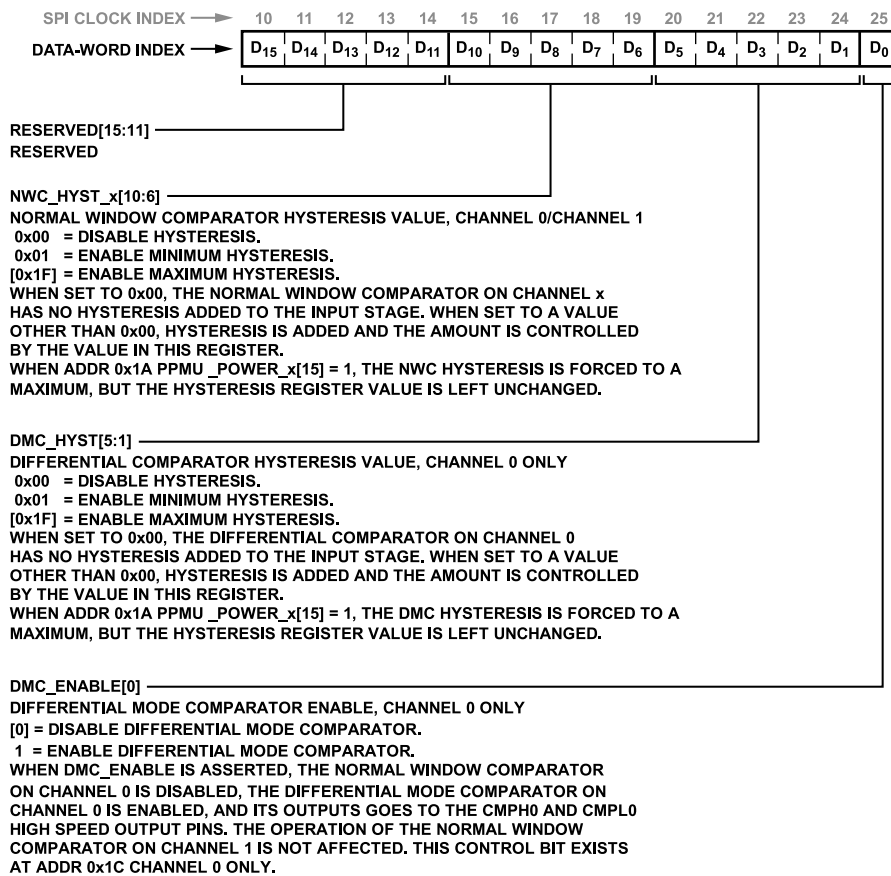 SPI CLOCK INDEX 10 11 12 13 14 15 16 17 18 19 20 21 22 23 24 25
DATA-WORD INDEX D15 D14 D13 D12 D11 D10 D9 D8 D7 D6 D5 D4 D3 D2 D1 D0
RESERVED[15:11]
RESERVED
NWC_HYST_x[10:6]
NORMAL WINDOW COMPARATOR HYSTERESIS VALUE, CHANNEL 0/CHANNEL 1
0x00 = DISABLE HYSTERESIS.
0x01 = ENABLE MINIMUM HYSTERESIS.
[0x1F] = ENABLE MAXIMUM HYSTERESIS.
WHEN SET TO 0x00, THE NORMAL WINDOW COMPARATOR ON CHANNEL x
HAS NO HYSTERESIS ADDED TO THE INPUT STAGE. WHEN SET TO A VALUE
OTHER THAN 0x00, HYSTERESIS IS ADDED AND THE AMOUNT IS CONTROLLED
BY THE VALUE IN THIS REGISTER.
WHEN ADDR 0x1A PPMU _POWER_x[15] = 1, THE NWC HYSTERESIS IS FORCED TO A
MAXIMUM, BUT THE HYSTERESIS REGISTER VALUE IS LEFT UNCHANGED.
DMC_HYST[5:1]
DIFFERENTIAL COMPARATOR HYSTERESIS VALUE, CHANNEL 0 ONLY
0x00 = DISABLE HYSTERESIS.
0x01 = ENABLE MINIMUM HYSTERESIS.
[0x1F] = ENABLE MAXIMUM HYSTERESIS.
WHEN SET TO 0x00, THE DIFFERENTIAL COMPARATOR ON CHANNEL 0
HAS NO HYSTERESIS ADDED TO THE INPUT STAGE. WHEN SET TO A VALUE
OTHER THAN 0x00, HYSTERESIS IS ADDED AND THE AMOUNT IS CONTROLLED
BY THE VALUE IN THIS REGISTER.
WHEN ADDR 0x1A PPMU _POWER_x[15] = 1, THE DMC HYSTERESIS IS FORCED TO A
MAXIMUM, BUT THE HYSTERESIS REGISTER VALUE IS LEFT UNCHANGED.
DMC_ENABLE[0]
DIFFERENTIAL MODE COMPARATOR ENABLE, CHANNEL 0 ONLY
[0] = DISABLE DIFFERENTIAL MODE COMPARATOR.
1 = ENABLE DIFFERENTIAL MODE COMPARATOR.
WHEN DMC_ENABLE IS ASSERTED, THE NORMAL WINDOW COMPARATOR
ON CHANNEL 0 IS DISABLED, THE DIFFERENTIAL MODE COMPARATOR ON
CHANNEL 0 IS ENABLED, AND ITS OUTPUTS GOES TO THE CMPH0 AND CMPL0
HIGH SPEED OUTPUT PINS. THE OPERATION OF THE NORMAL WINDOW
COMPARATOR ON CHANNEL 1 IS NOT AFFECTED. THIS CONTROL BIT EXISTS
AT ADDR 0x1C CHANNEL 0 ONLY.